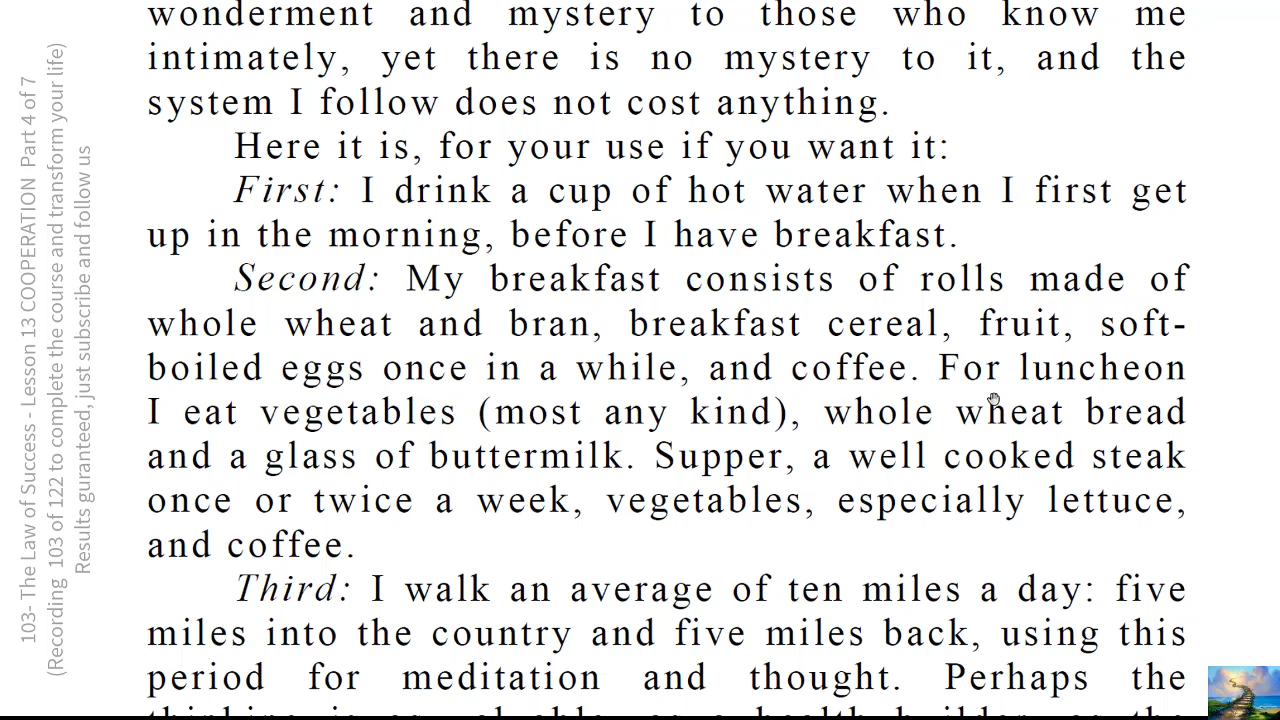 wonderment and mystery to those who know me
intimately, yet there is no mystery to it, and the
system I follow does not cost anything.
Here it is, for your use if you want it:
First: I drink a cup of hot water when I first get
up in the morning, before I have breakfast.
Second: My breakfast consists of rolls made of
whole wheat and bran, breakfast cereal, fruit, soft-
boiled eggs once in a while, and coffee. For luncheon
I eat vegetables (most any kind), whole wheat bread
and a glass of buttermilk. Supper, a well cooked steak
once or twice a week, vegetables, especially lettuce,
and coffee.
Third: I walk an average of ten miles a day: five
miles into the country and five miles back, using this
period for meditation and thought. Perhaps the
103- The Law of Success - Lesson 13 COOPERATION Part 4 of 7
(Recording 103 of 122 to complete the course and transform your life)
Results guranteed, just subscribe and follow us